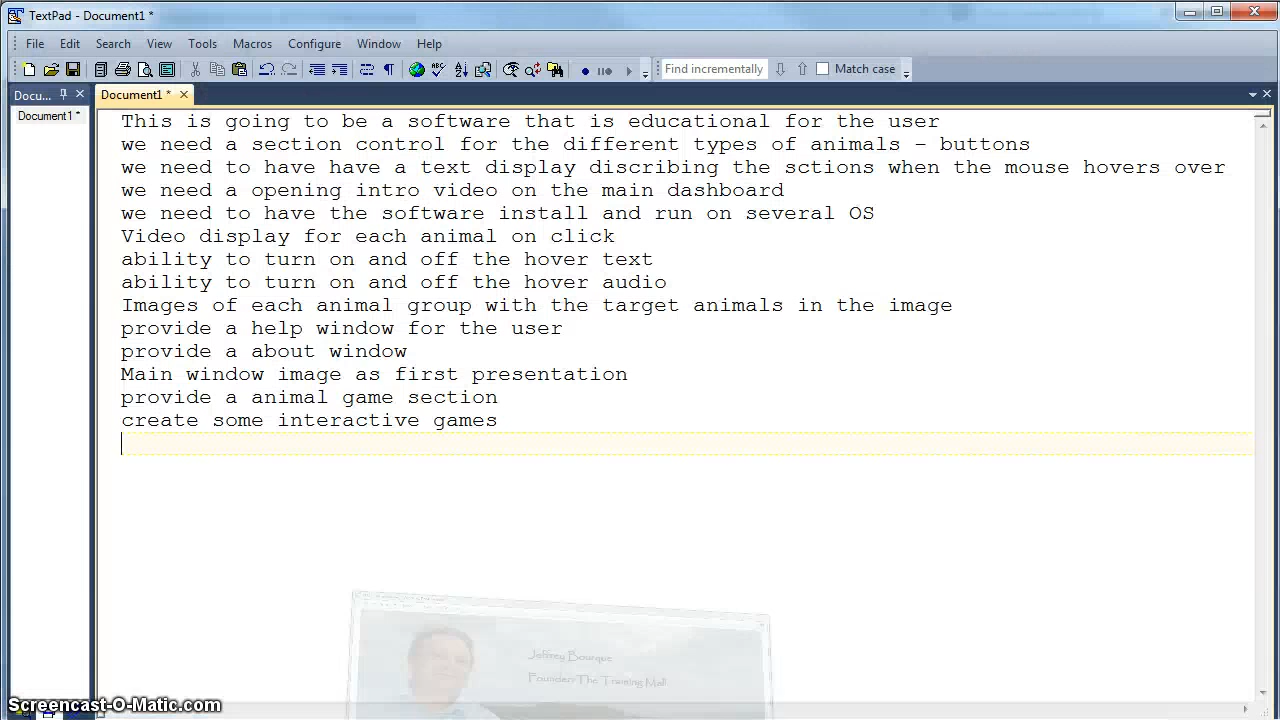 TextPad - Document1 *
File Edit Search View Tools Macros Configure Window Help
Find incrementally Match case
Docu...
Document1 *
Document1 *
This is going to be a software that is educational for the user
we need a section control for the different types of animals - buttons
we need to have have a text display discribing the sctions when the mouse hovers over
we need a opening intro video on the main dashboard
we need to have the software install and run on several OS
Video display for each animal on click
ability to turn on and off the hover text
ability to turn on and off the hover audio
Images of each animal group with the target animals in the image
provide a help window for the user
provide a about window
Main window image as first presentation
provide a animal game section
create some interactive games
Jeffrey Bourque
Founder: The Training Mall
Screencast-O-Matic.com